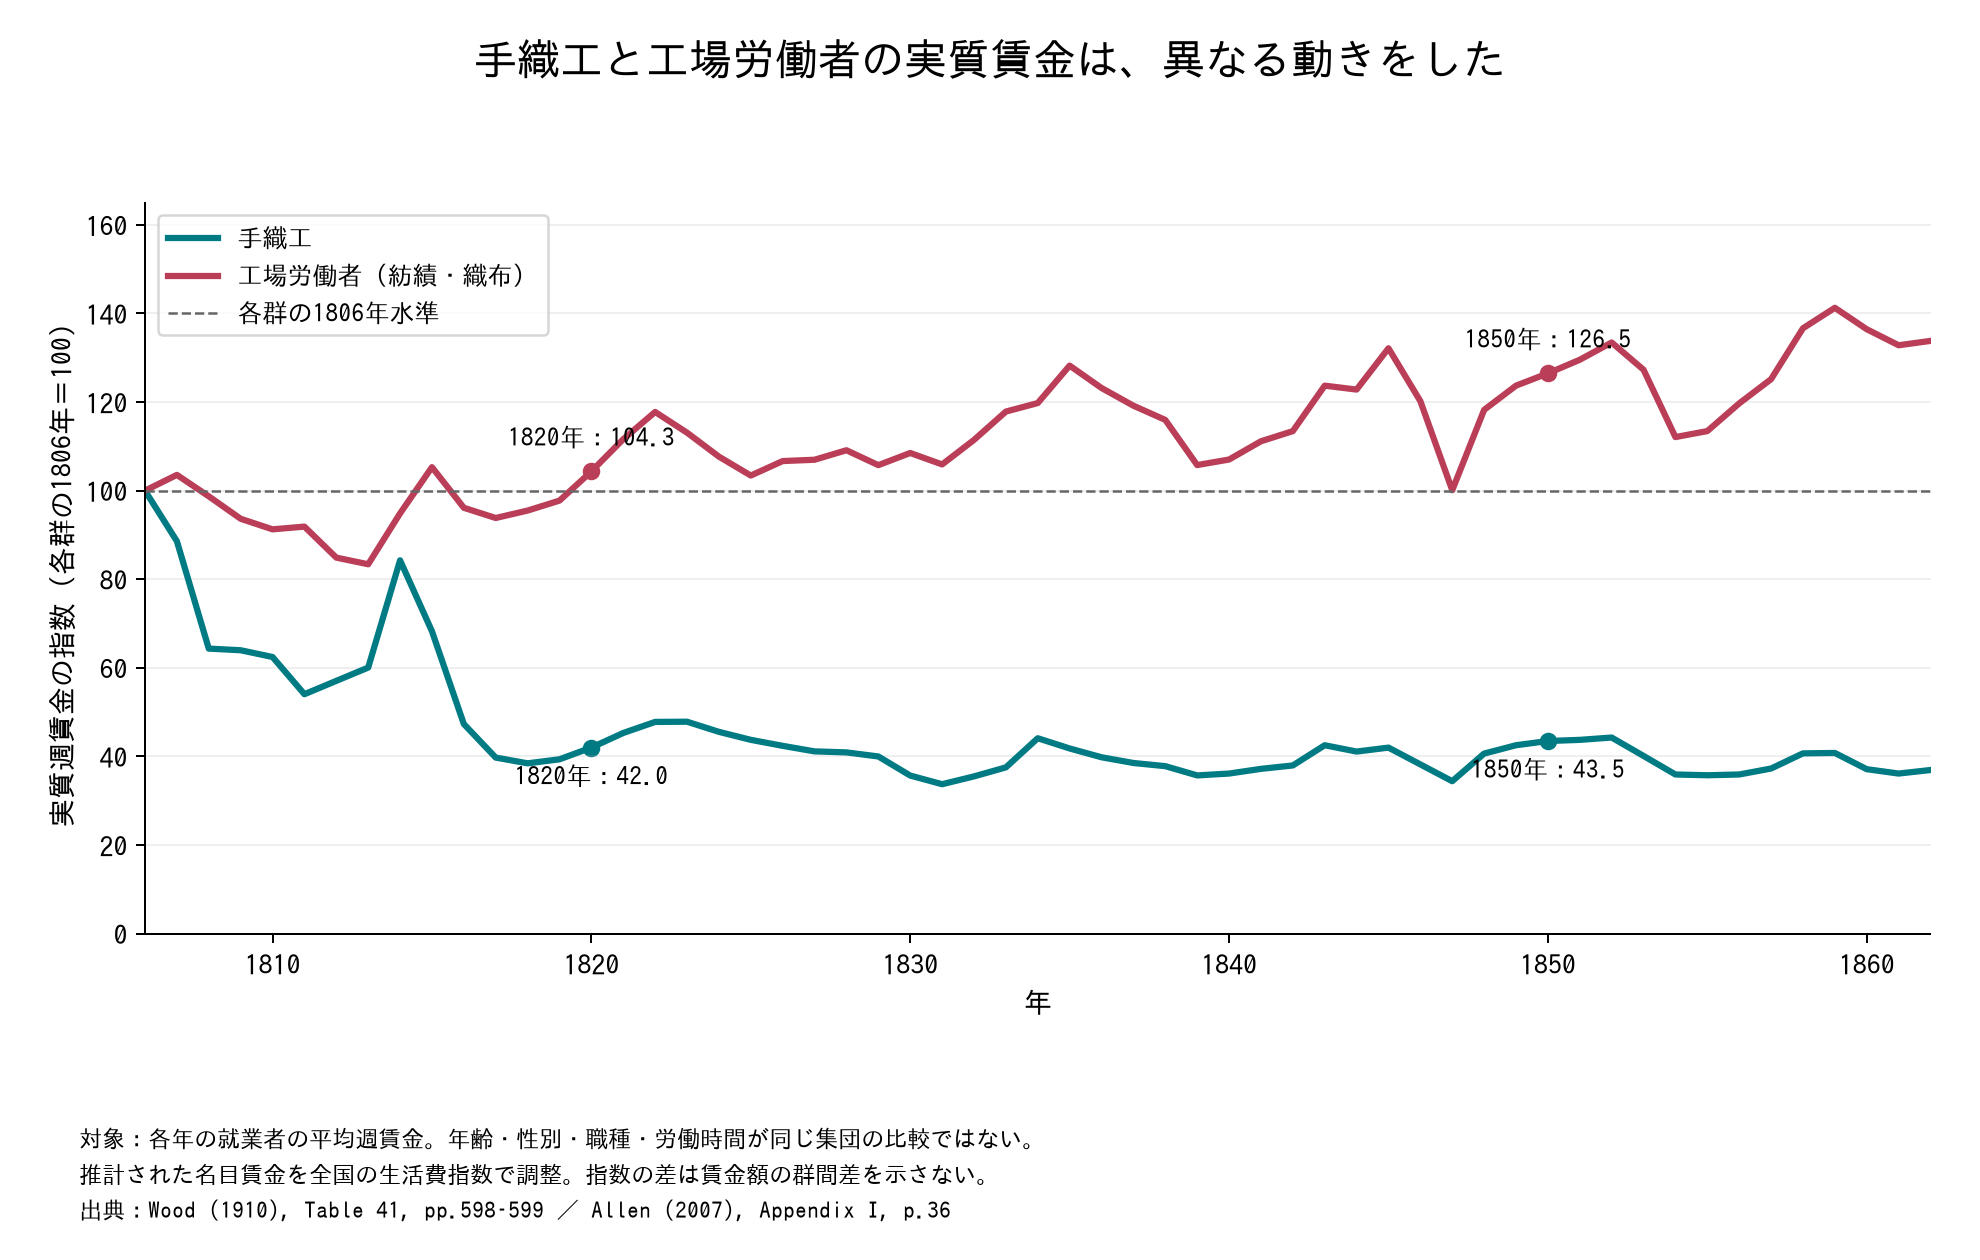 手織工と工場労働者の実質賃金は、異なる動きをした
手織工
工場労働者（紡績・織布）
各群の1806年水準
実質週賃金の指数（各群の1806年＝100）
160
140
120
100
80
60
40
20
0
1850年：126.5
1820年：104.3
1820年：42.0
1850年：43.5
1810 1820 1830 1840 1850 1860
年
対象：各年の就業者の平均週賃金。年齢・性別・職種・労働時間が同じ集団の比較ではない。
推計された名目賃金を全国の生活費指数で調整。指数の差は賃金額の群間差を示さない。
出典：Wood (1910), Table 41, pp.598-599 ／ Allen (2007), Appendix I, p.36